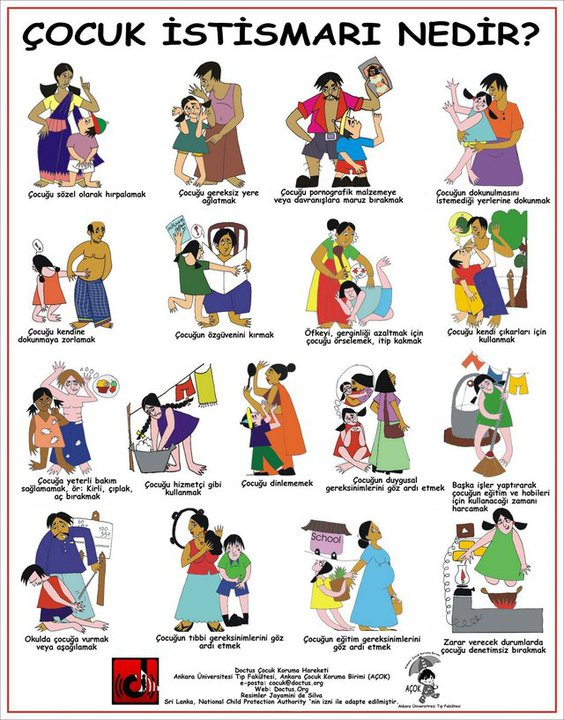 ÇOCUK İSTİSMARI NEDİR?
Çocuğu sözel olarak hırpalamak
Çocuğu gereksiz yere
ağlatmak
Çocuğu pornografik malzemeye
veya davranışlara maruz bırakmak
Çocuğun dokunulmasını
istemediği yerlerine dokunmak
Çocuğu kendine
dokunmaya zorlamak
Çocuğun özgüvenini kırmak
Öfkeyi, gerginliği azaltmak için
çocuğu örselemek, itip kakmak
Çocuğu kendi çıkarları için
kullanmak
Çocuğa yeterli bakım
sağlamamak, ör: Kirli, çıplak,
aç bırakmak
Çocuğu hizmetçi gibi
kullanmak
Çocuğu dinlememek
Çocuğun duygusal
gereksinimlerini göz ardı etmek
Başka işler yaptırarak
çocuğun eğitim ve hobileri
için kullanacağı zamanı
harcamak
Okulda çocuğa vurmak
veya aşağılamak
Çocuğun tıbbi gereksinimlerini göz
ardı etmek
School
Çocuğun eğitim gereksinimlerini
göz ardı etmek
Zarar verecek durumlarda
çocuğu denetimsiz bırakmak
Doctus Çocuk Koruma Hareketi
Ankara Üniversitesi Tıp Fakültesi, Ankara Çocuk Koruma Birimi (AÇOK)
e-posta: cocuk@doctus.org
Web: Doctus.Org
Resimler Jayamini de Silva
Sri Lanka, National Child Protection Authority 'nin izni ile adapte edilmiştir.
AÇOK
Ankara Üniversitesi Tıp Fakültesi